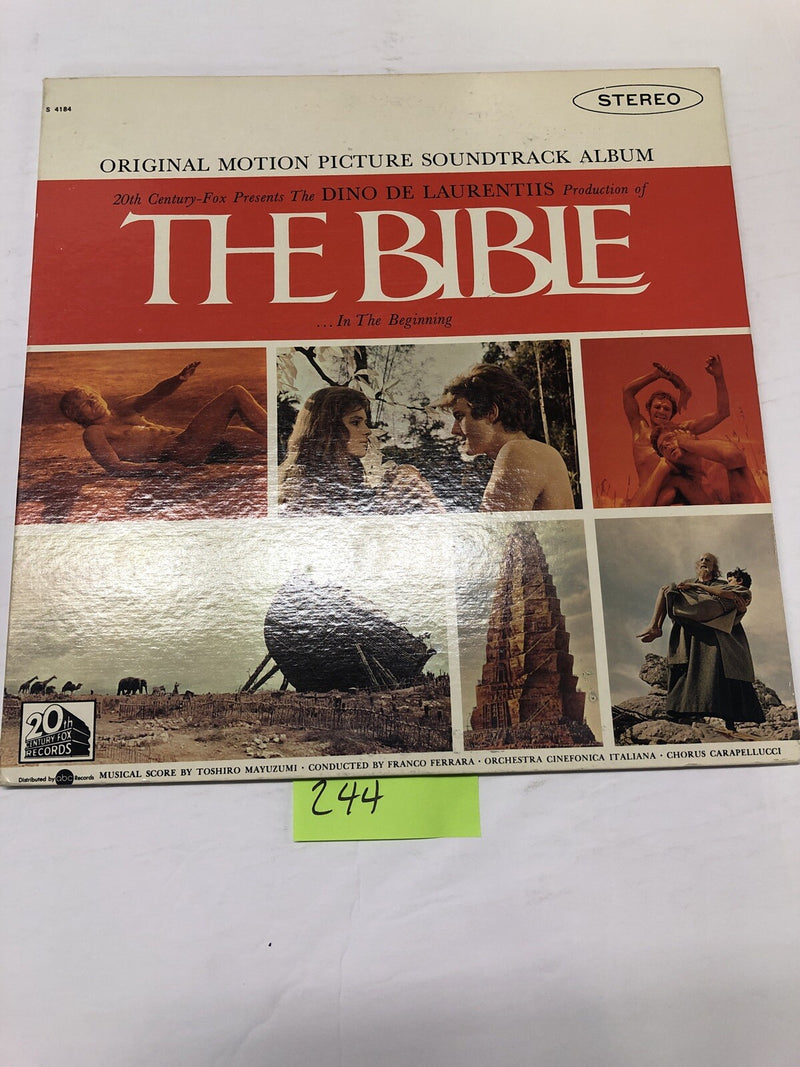 S 4184
STEREO
ORIGINAL MOTION PICTURE SOUNDTRACK ALBUM
20th Century-Fox Presents The DINO DE LAURENTIIS Production of
THE BIBLE
...In The Beginning
20th
CENTURY FOX
RECORDS
Distributed by abc Records
MUSICAL SCORE BY TOSHIRO MAYUZUMI · CONDUCTED BY FRANCO FERRARA · ORCHESTRA CINEFONICA ITALIANA · CHORUS CARAPELLUCCI
244